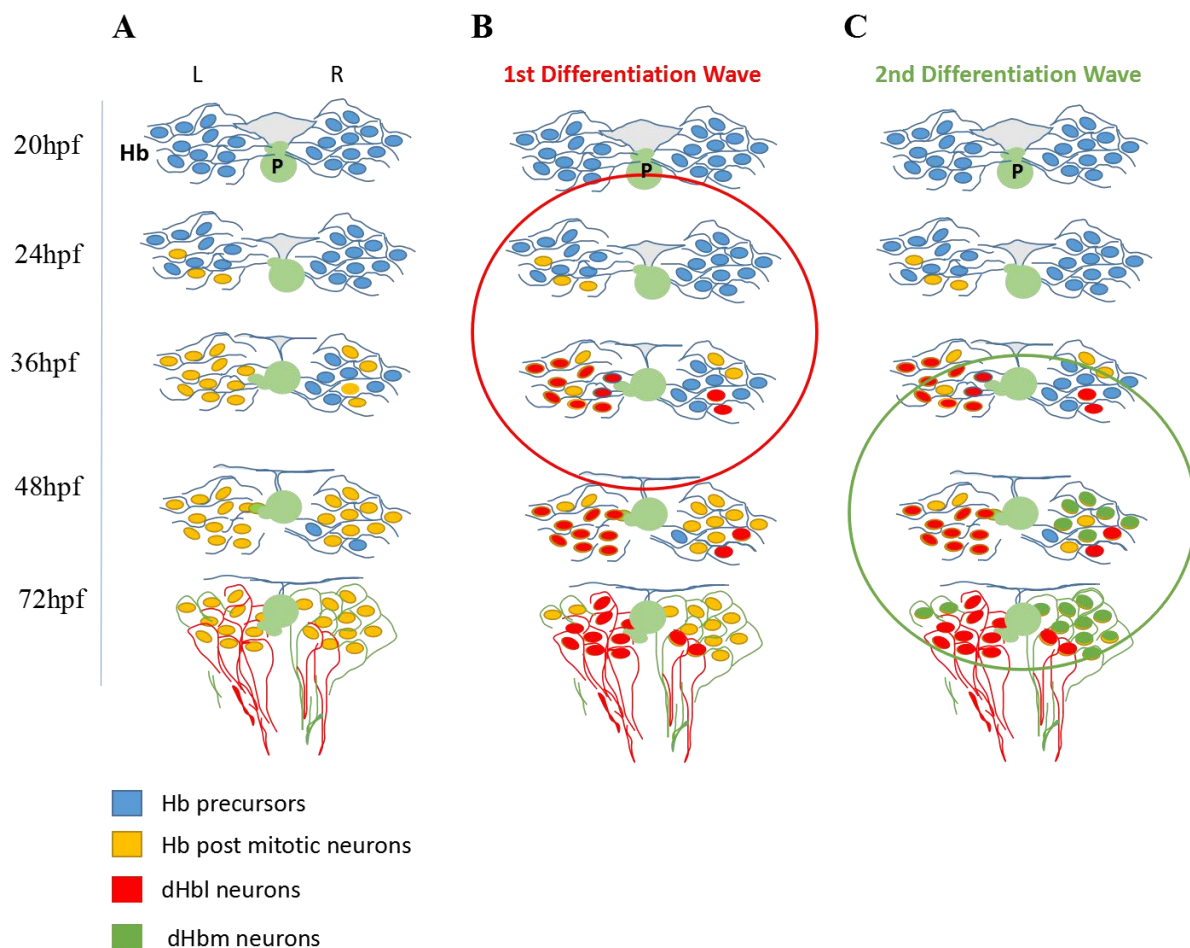 A
B
C
L
R
1st Differentiation Wave
2nd Differentiation Wave
20hpf
Hb
P
P
P
24hpf
36hpf
48hpf
72hpf
Hb precursors
Hb post mitotic neurons
dHbl neurons
dHbm neurons